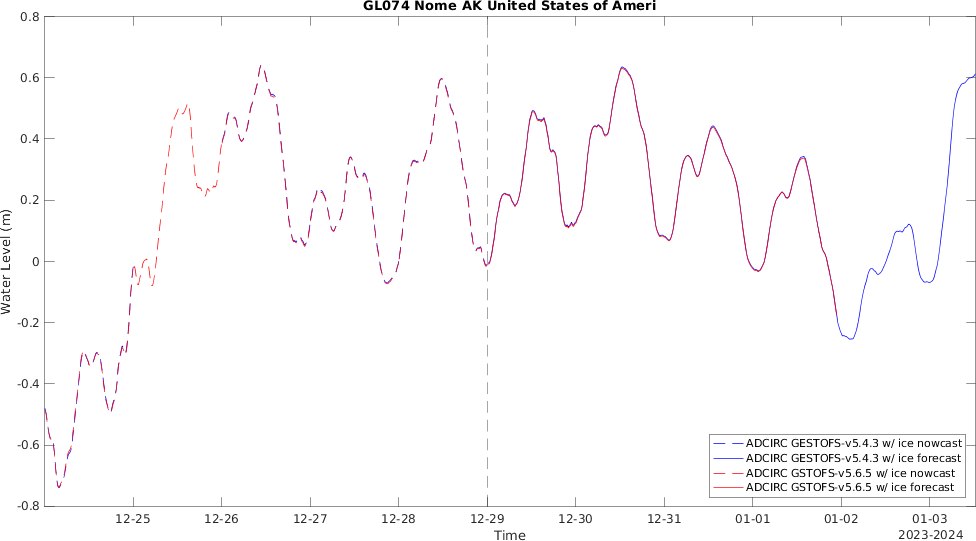 GL074 Nome AK United States of Ameri
0.8
0.6
0.4
0.2
0
-0.2
-0.4
-0.6
-0.8
Water Level (m)
12-25 12-26 12-27 12-28 12-29 12-30 12-31 01-01 01-02 01-03
Time
2023-2024
ADCIRC GESTOFS-v5.4.3 w/ ice nowcast
ADCIRC GESTOFS-v5.4.3 w/ ice forecast
ADCIRC GSTOFS-v5.6.5 w/ ice nowcast
ADCIRC GSTOFS-v5.6.5 w/ ice forecast